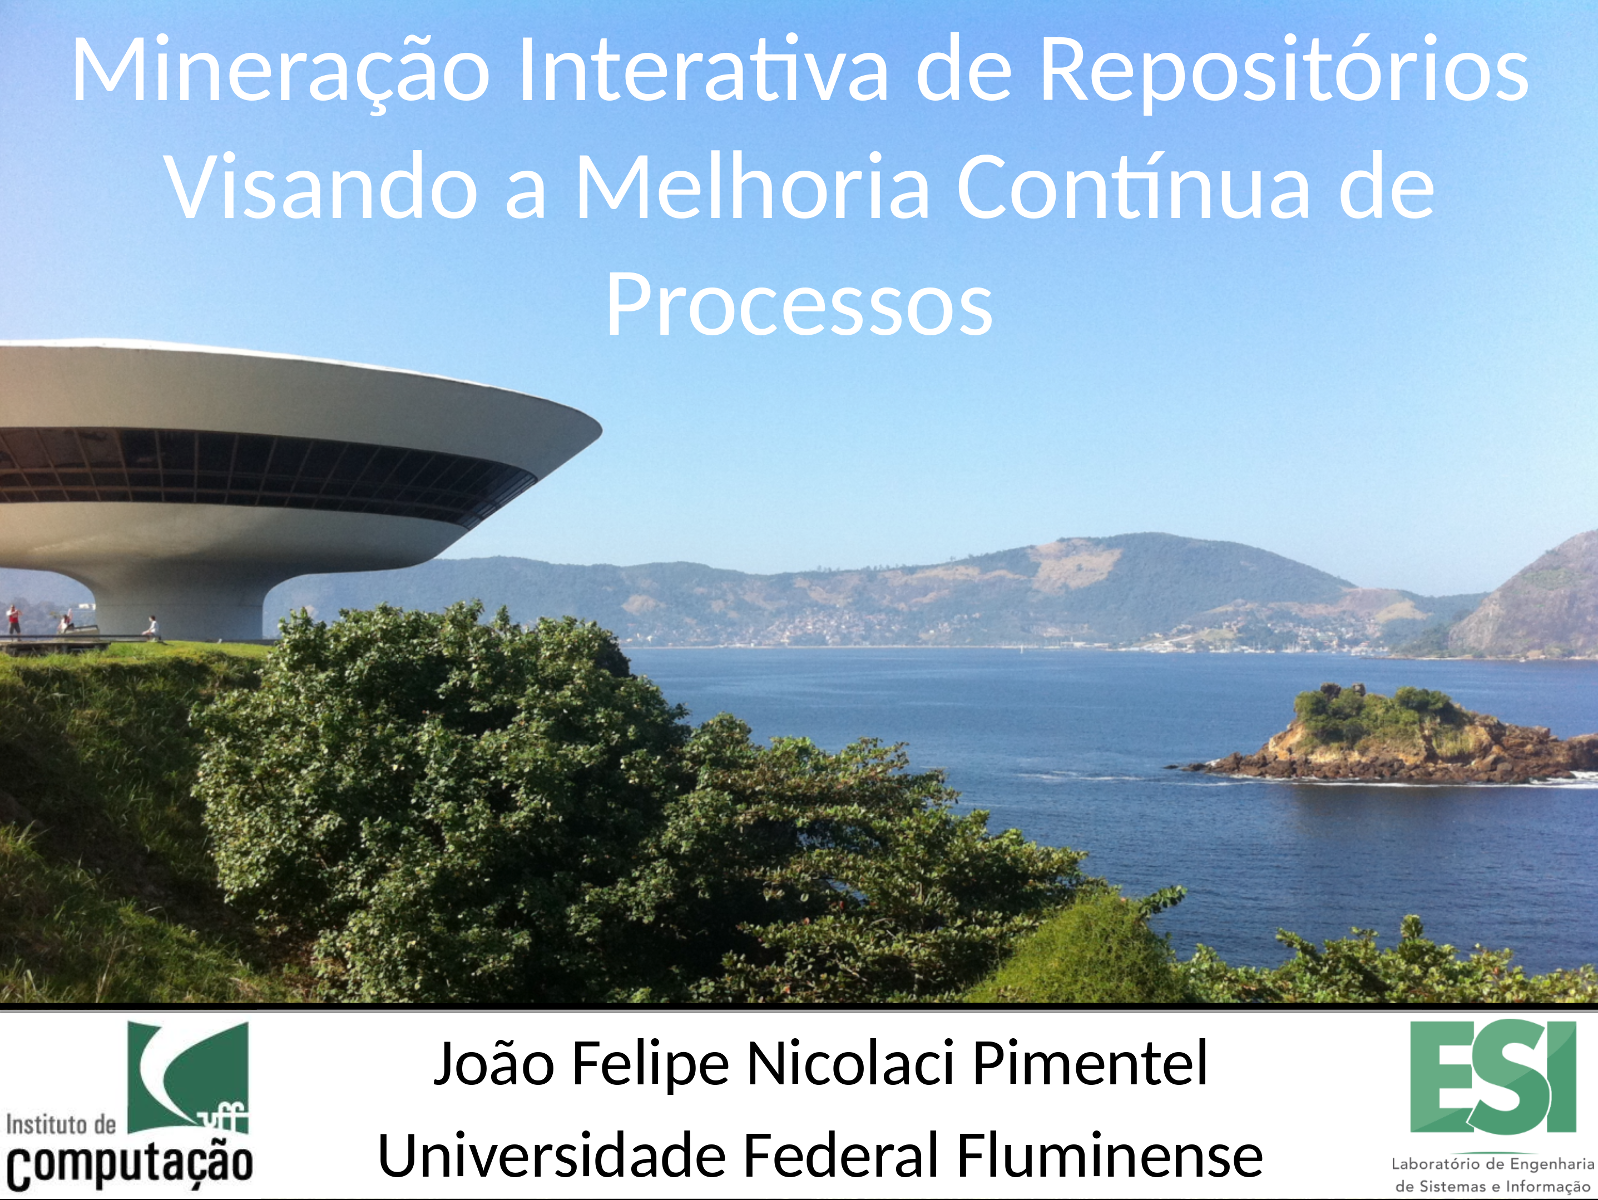 Mineração Interativa de Repositórios
Visando a Melhoria Contínua de
Processos
João Felipe Nicolaci Pimentel
Universidade Federal Fluminense
Instituto de
computação
uff
ESI
Laboratório de Engenharia
de Sistemas e Informação